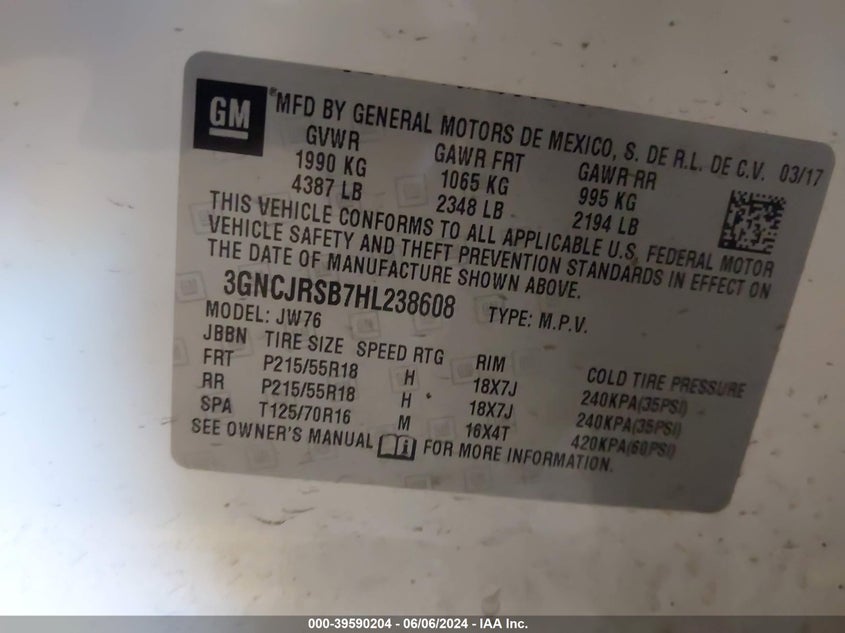 GM
®MFD BY GENERAL MOTORS DE MEXICO, S. DE R.L. DE C.V. 03/17
GVWR GAWR FRT GAWR RR
1990 KG 1065 KG 995 KG
4387 LB 2348 LB 2194 LB
THIS VEHICLE CONFORMS TO ALL APPLICABLE U.S. FEDERAL MOTOR
VEHICLE SAFETY AND THEFT PREVENTION STANDARDS IN EFFECT ON
THE DATE OF MANUFACTURE SHOWN ABOVE.
3GNCJRSB7HL238608 TYPE: M.P.V.
MODEL: JW76
JBBN TIRE SIZE SPEED RTG RIM COLD TIRE PRESSURE
FRT P215/55R18 H 18X7J 240KPA(35PSI)
RR P215/55R18 H 18X7J 240KPA(35PSI)
SPA T125/70R16 M 16X4T 420KPA(60PSI)
SEE OWNER'S MANUAL FOR MORE INFORMATION.
000-39590204 - 06/06/2024 - IAA Inc.